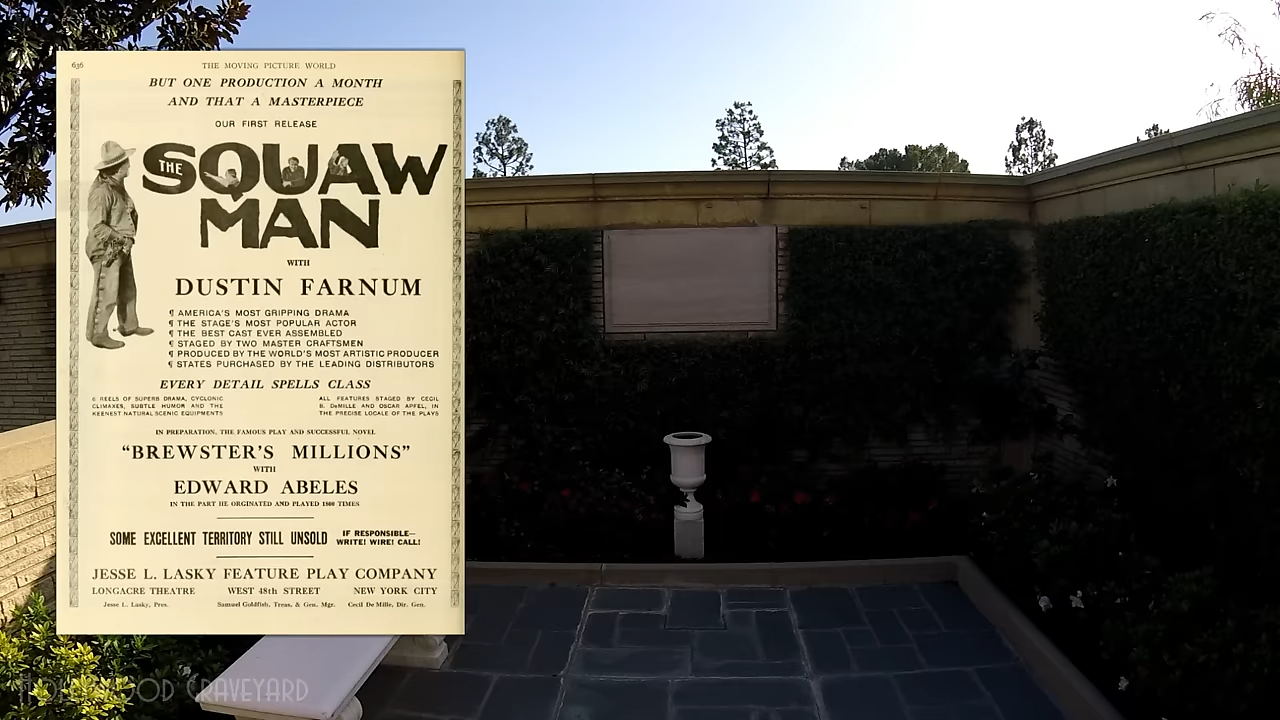 636 THE MOVING PICTURE WORLD
BUT ONE PRODUCTION A MONTH
AND THAT A MASTERPIECE
OUR FIRST RELEASE
THE SQUAW
MAN
WITH
DUSTIN FARNUM
¶ AMERICA'S MOST GRIPPING DRAMA
¶ THE STAGE'S MOST POPULAR ACTOR
¶ THE BEST CAST EVER ASSEMBLED
¶ STAGED BY TWO MASTER CRAFTSMEN
¶ PRODUCED BY THE WORLD'S MOST ARTISTIC PRODUCER
¶ STATES PURCHASED BY THE LEADING DISTRIBUTORS
EVERY DETAIL SPELLS CLASS
6 REELS OF SUPERB DRAMA, CYCLONIC
CLIMAXES, SUBTLE HUMOR AND THE
KEENEST NATURAL SCENIC EQUIPMENTS
ALL FEATURES STAGED BY CECIL
B. DeMILLE AND OSCAR APFEL, IN
THE PRECISE LOCALE OF THE PLAYS
IN PREPARATION, THE FAMOUS PLAY AND SUCCESSFUL NOVEL
"BREWSTER'S MILLIONS"
WITH
EDWARD ABELES
IN THE PART HE ORGINATED AND PLAYED 1800 TIMES
SOME EXCELLENT TERRITORY STILL UNSOLD
IF RESPONSIBLE—
WRITE! WIRE! CALL!
JESSE L. LASKY FEATURE PLAY COMPANY
LONGACRE THEATRE WEST 48th STREET NEW YORK CITY
Jesse L. Lasky, Pres. Samuel Goldfish, Treas, & Gen. Mgr. Cecil De Mille, Dir. Gen.
HOLLYWOOD GRAVEYARD